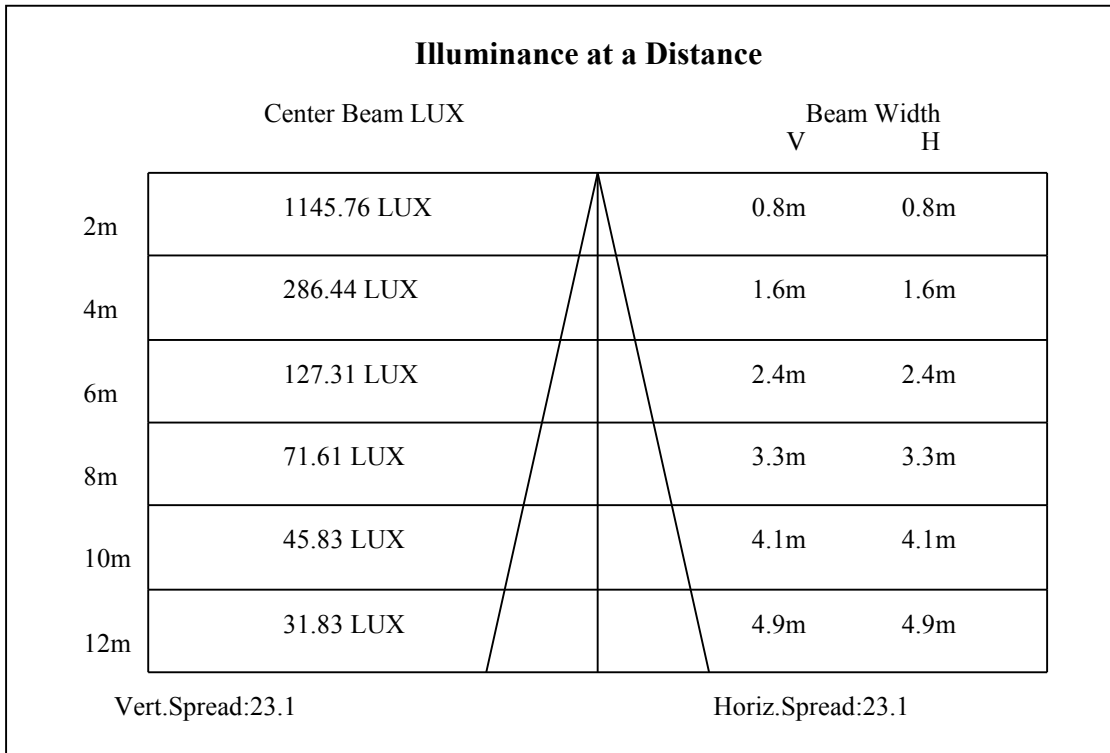 Illuminance at a Distance
Center Beam LUX Beam Width
V H
2m 1145.76 LUX 0.8m 0.8m
4m 286.44 LUX 1.6m 1.6m
6m 127.31 LUX 2.4m 2.4m
8m 71.61 LUX 3.3m 3.3m
10m 45.83 LUX 4.1m 4.1m
12m 31.83 LUX 4.9m 4.9m
Vert.Spread:23.1 Horiz.Spread:23.1